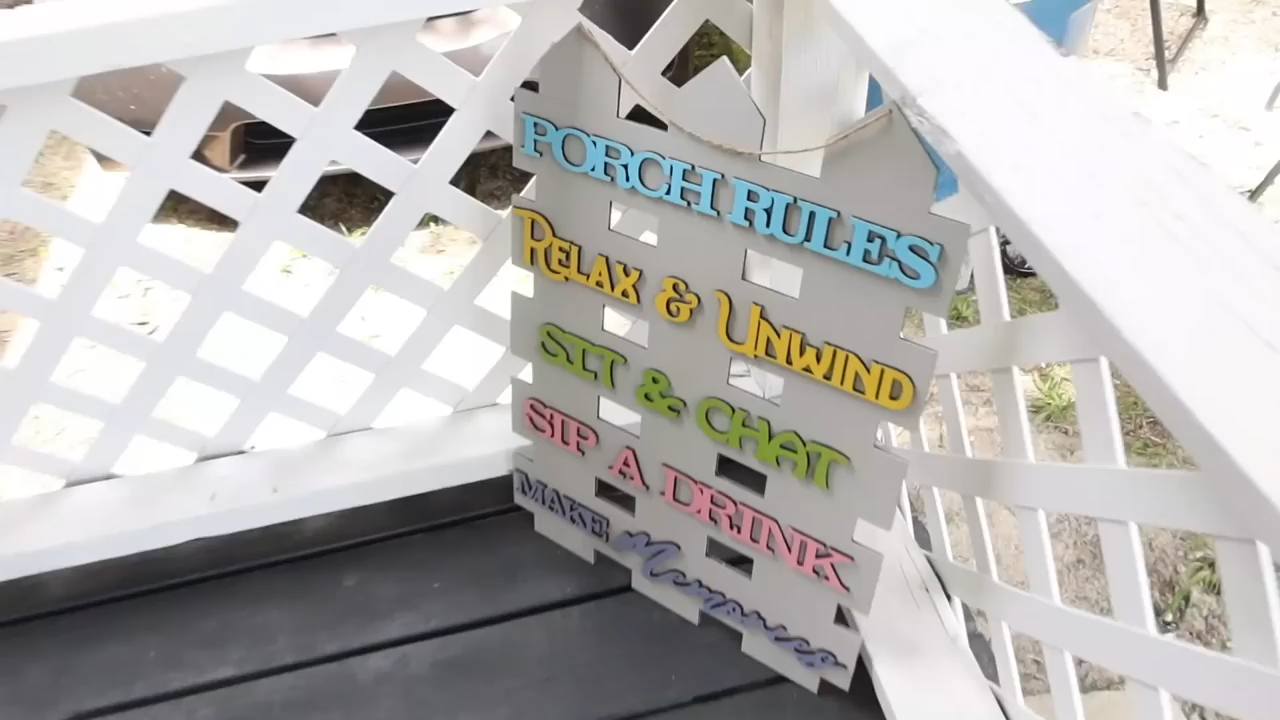 PORCH RULES
RELAX & UNWIND
SIT & CHAT
SIP A DRINK
MAKE Memories